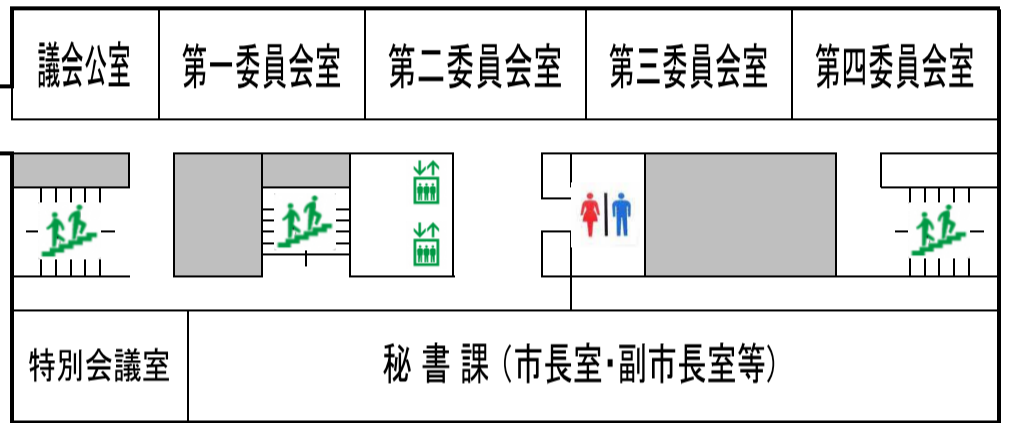 議会公室
第一委員会室
第二委員会室
第三委員会室
第四委員会室
特別会議室
秘書課(市長室・副市長室等)